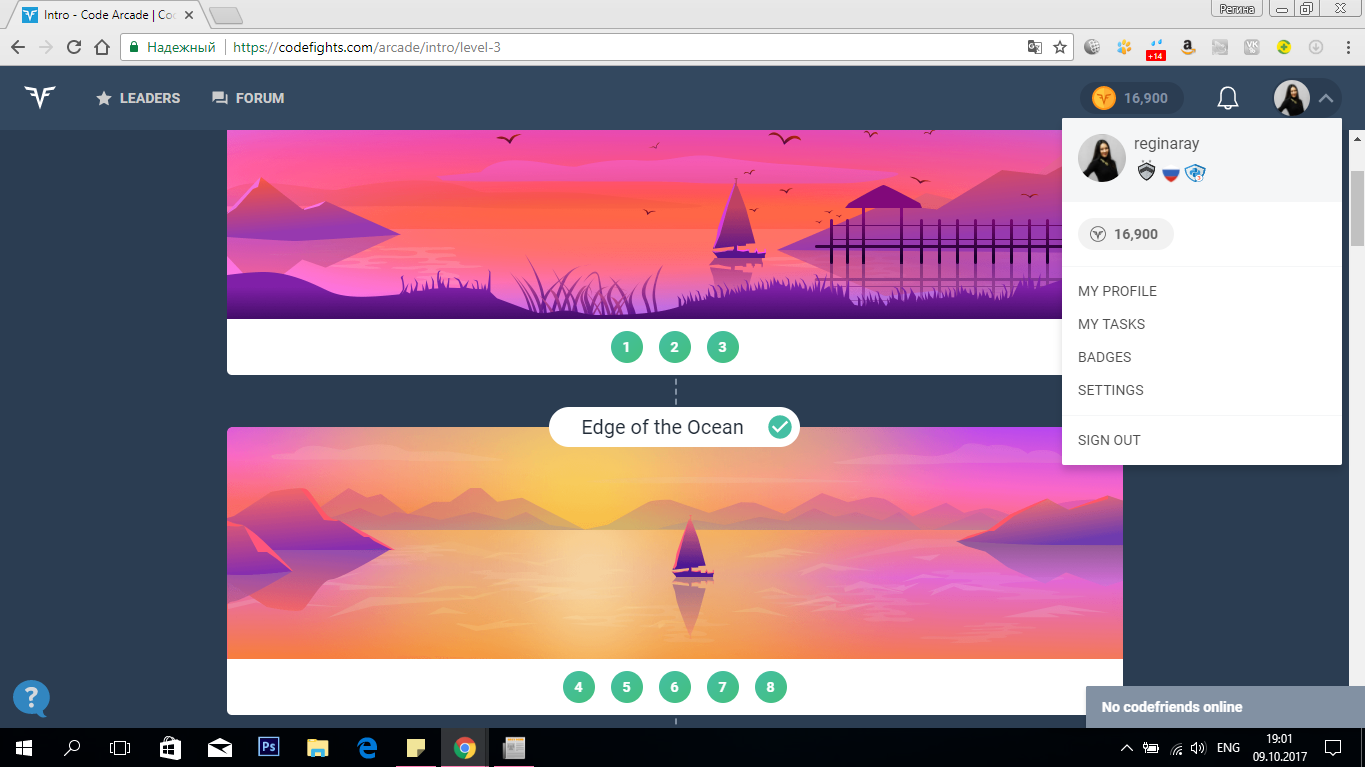 Intro - Code Arcade | Coc
Регина
Надежный
https://codefights.com/arcade/intro/level-3
+14
LEADERS
FORUM
16,900
reginaray
16,900
MY PROFILE
MY TASKS
BADGES
SETTINGS
SIGN OUT
1 2 3
Edge of the Ocean
4 5 6 7 8
?
No codefriends online
Ps
ENG
19:01
09.10.2017